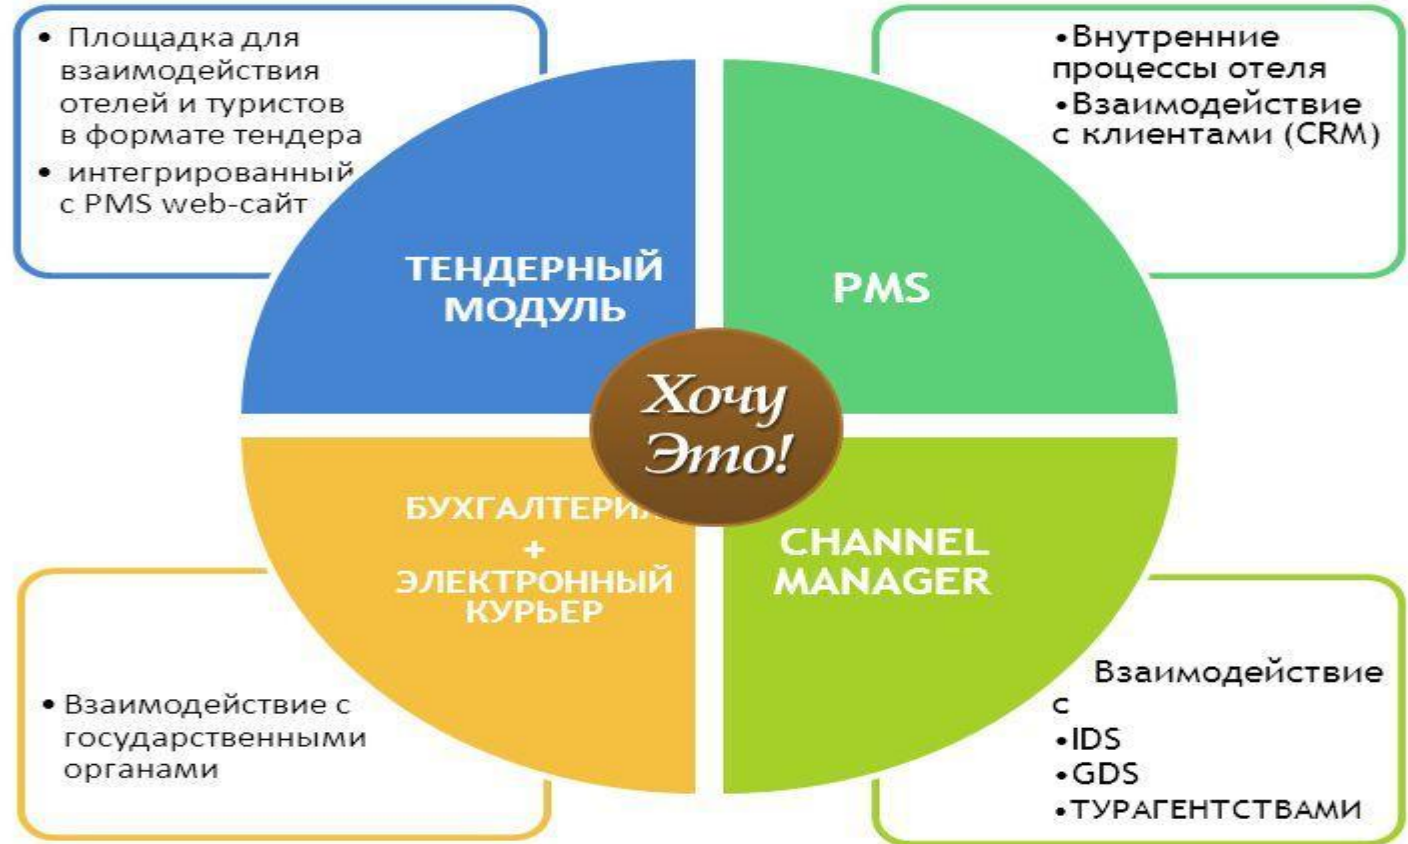 • Площадка для
взаимодействия
отелей и туристов
в формате тендера
• интегрированный
с PMS web-сайт
•Внутренние
процессы отеля
•Взаимодействие
с клиентами (CRM)
ТЕНДЕРНЫЙ
МОДУЛЬ
PMS
Хочу
Это!
БУХГАЛТЕРИЯ
+
ЭЛЕКТРОННЫЙ
КУРЬЕР
CHANNEL
MANAGER
• Взаимодействие с
государственными
органами
Взаимодействие
с
•IDS
•GDS
•ТУРАГЕНТСТВАМИ